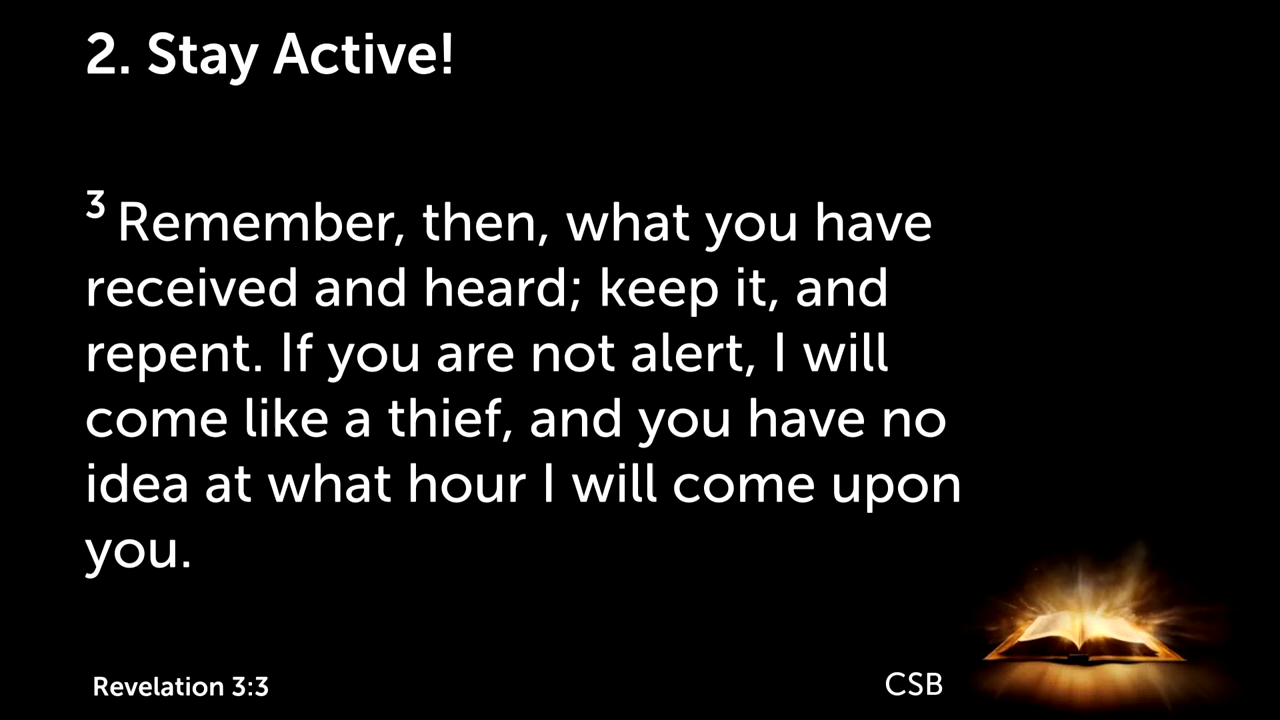 2. Stay Active!
3 Remember, then, what you have
received and heard; keep it, and
repent. If you are not alert, I will
come like a thief, and you have no
idea at what hour I will come upon
you.
Revelation 3:3
CSB